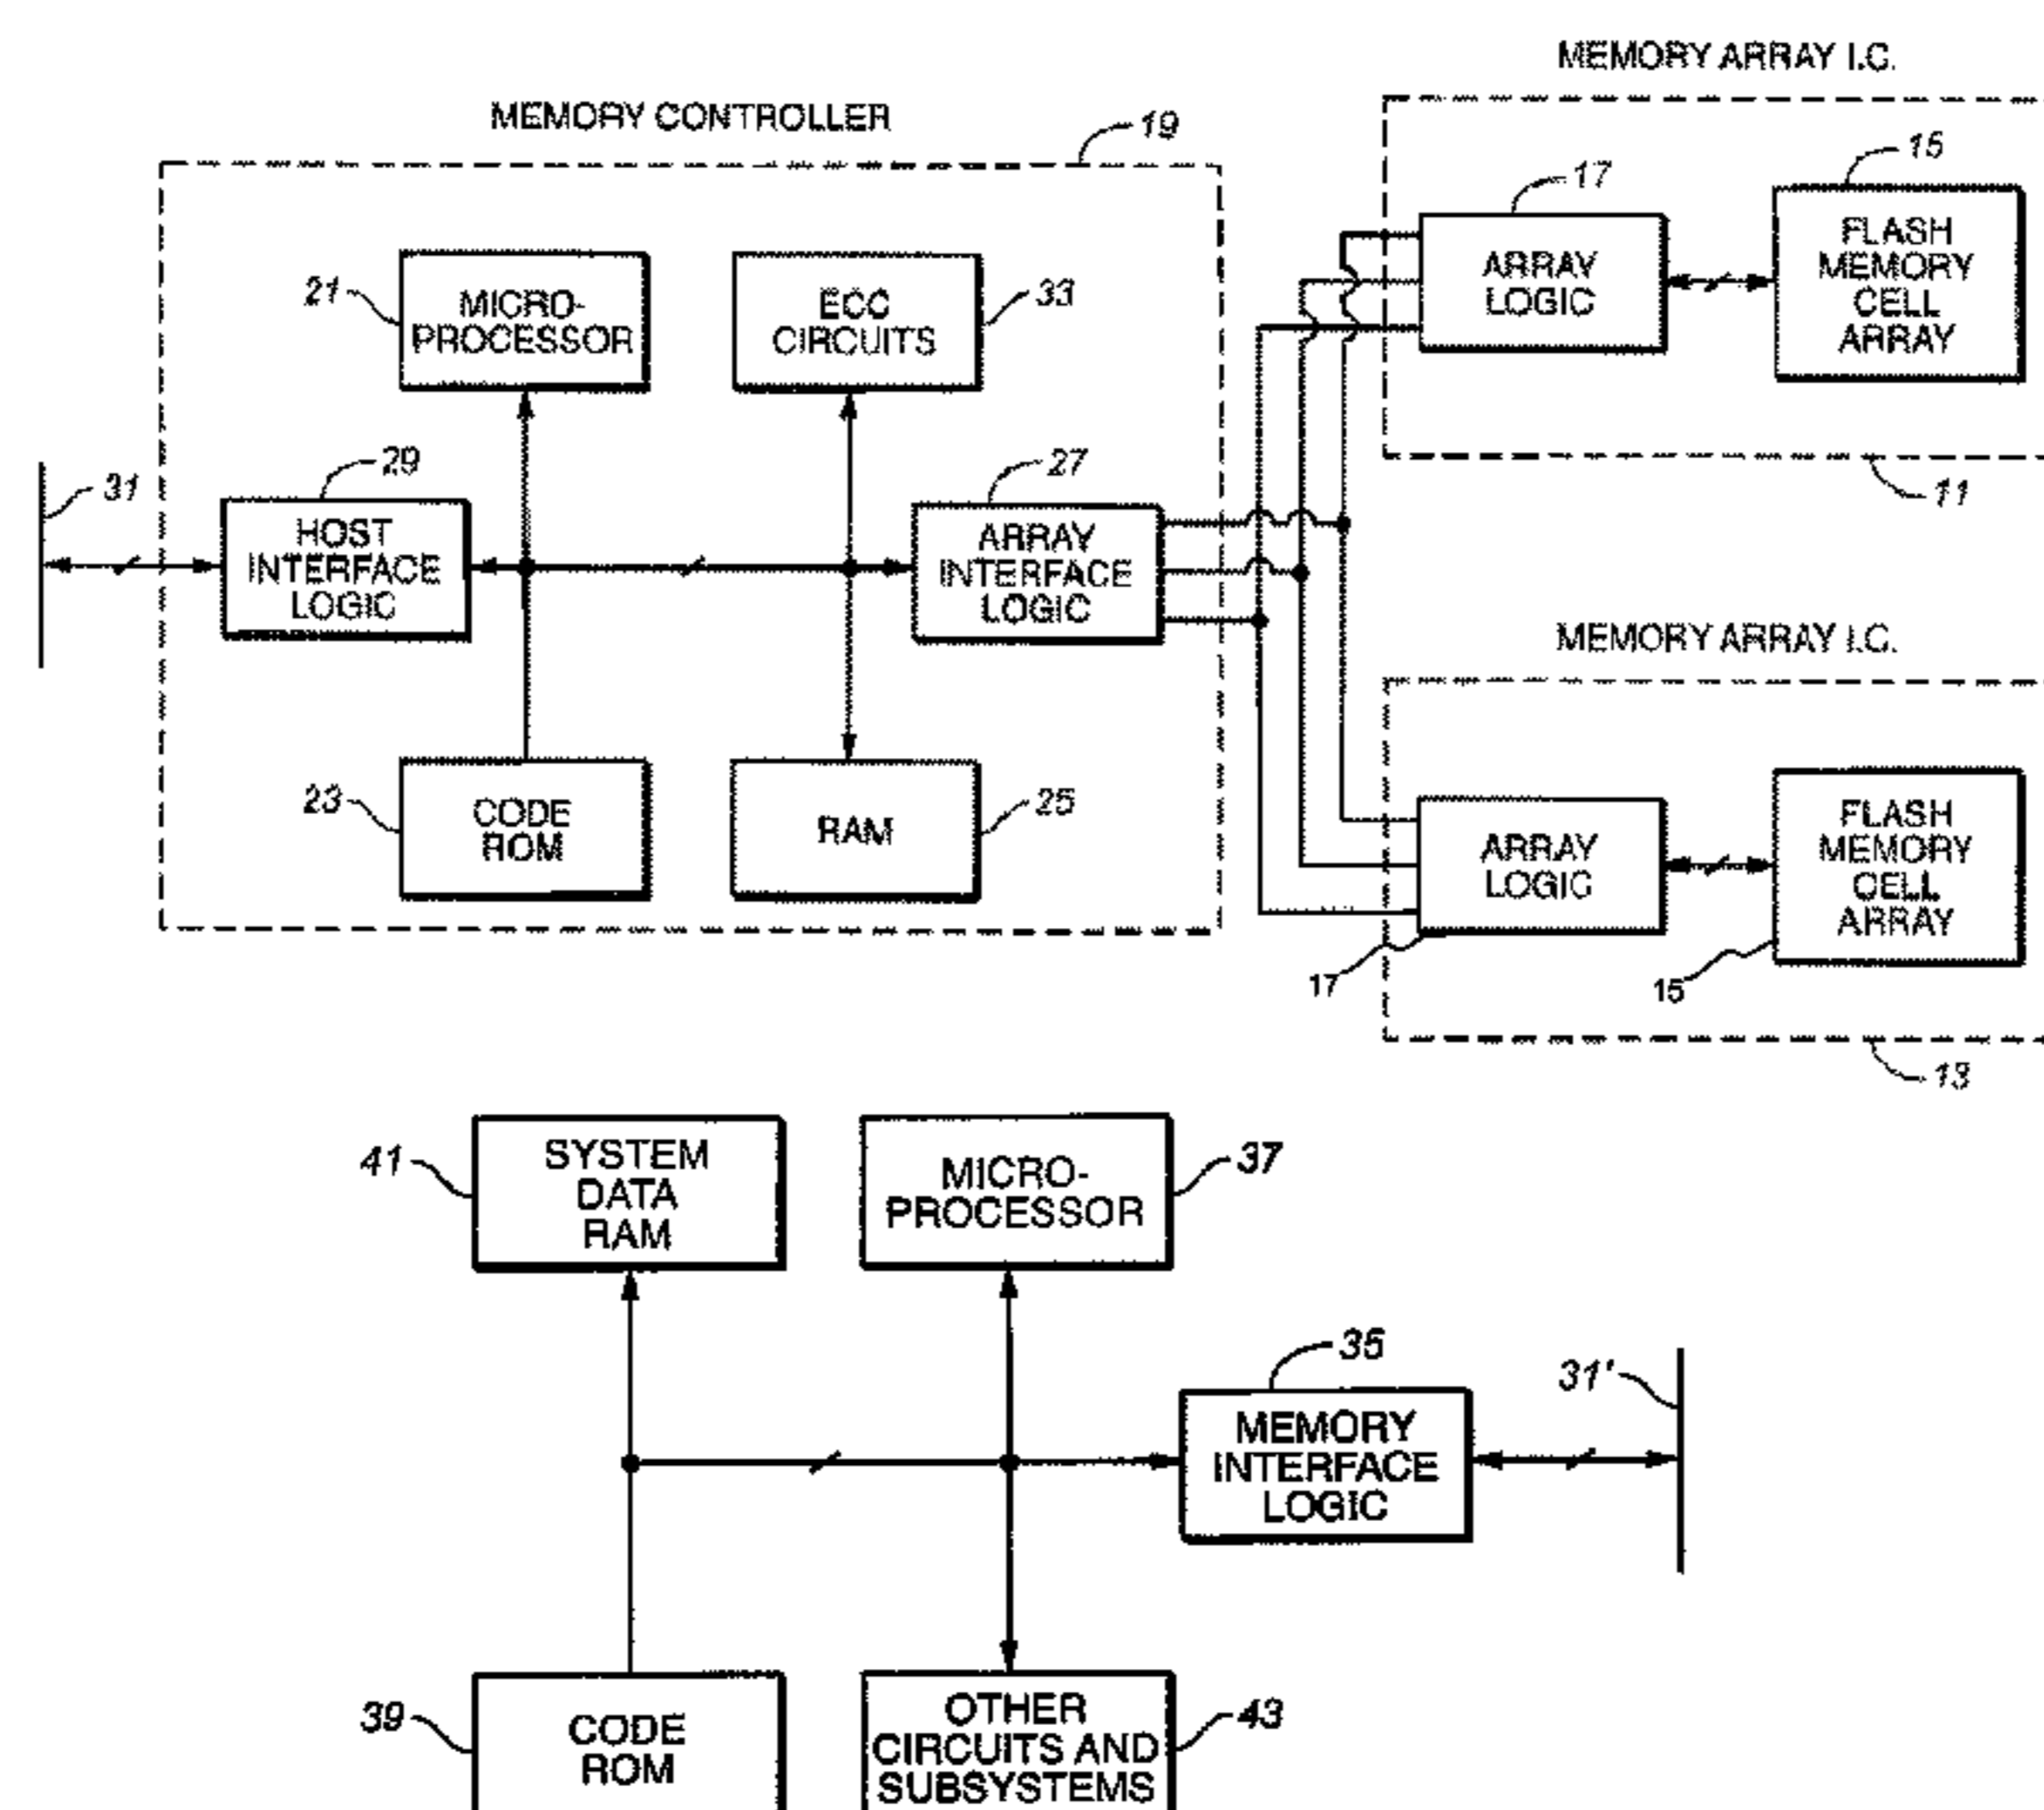 MEMORY ARRAY I.C.
MEMORY CONTROLLER
19
15
17
FLASH
MEMORY
CELL
ARRAY
ARRAY
LOGIC
21
MICRO-
PROCESSOR
ECC
CIRCUITS
33
11
31
29
HOST
INTERFACE
LOGIC
27
ARRAY
INTERFACE
LOGIC
MEMORY ARRAY I.C.
23
CODE
ROM
RAM
25
ARRAY
LOGIC
FLASH
MEMORY
CELL
ARRAY
17
15
13
41
SYSTEM
DATA
RAM
MICRO-
PROCESSOR
37
35
31'
MEMORY
INTERFACE
LOGIC
39
CODE
ROM
OTHER
CIRCUITS AND
SUBSYSTEMS
43